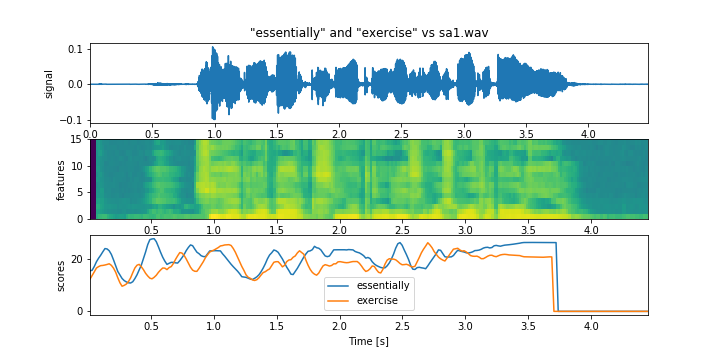 "essentially" and "exercise" vs sa1.wav
signal
0.1
0.0
−0.1
0.0 0.5 1.0 1.5 2.0 2.5 3.0 3.5 4.0
features
15
10
5
0
0.5 1.0 1.5 2.0 2.5 3.0 3.5 4.0
scores
20
0
essentially
exercise
0.5 1.0 1.5 2.0 2.5 3.0 3.5 4.0
Time [s]